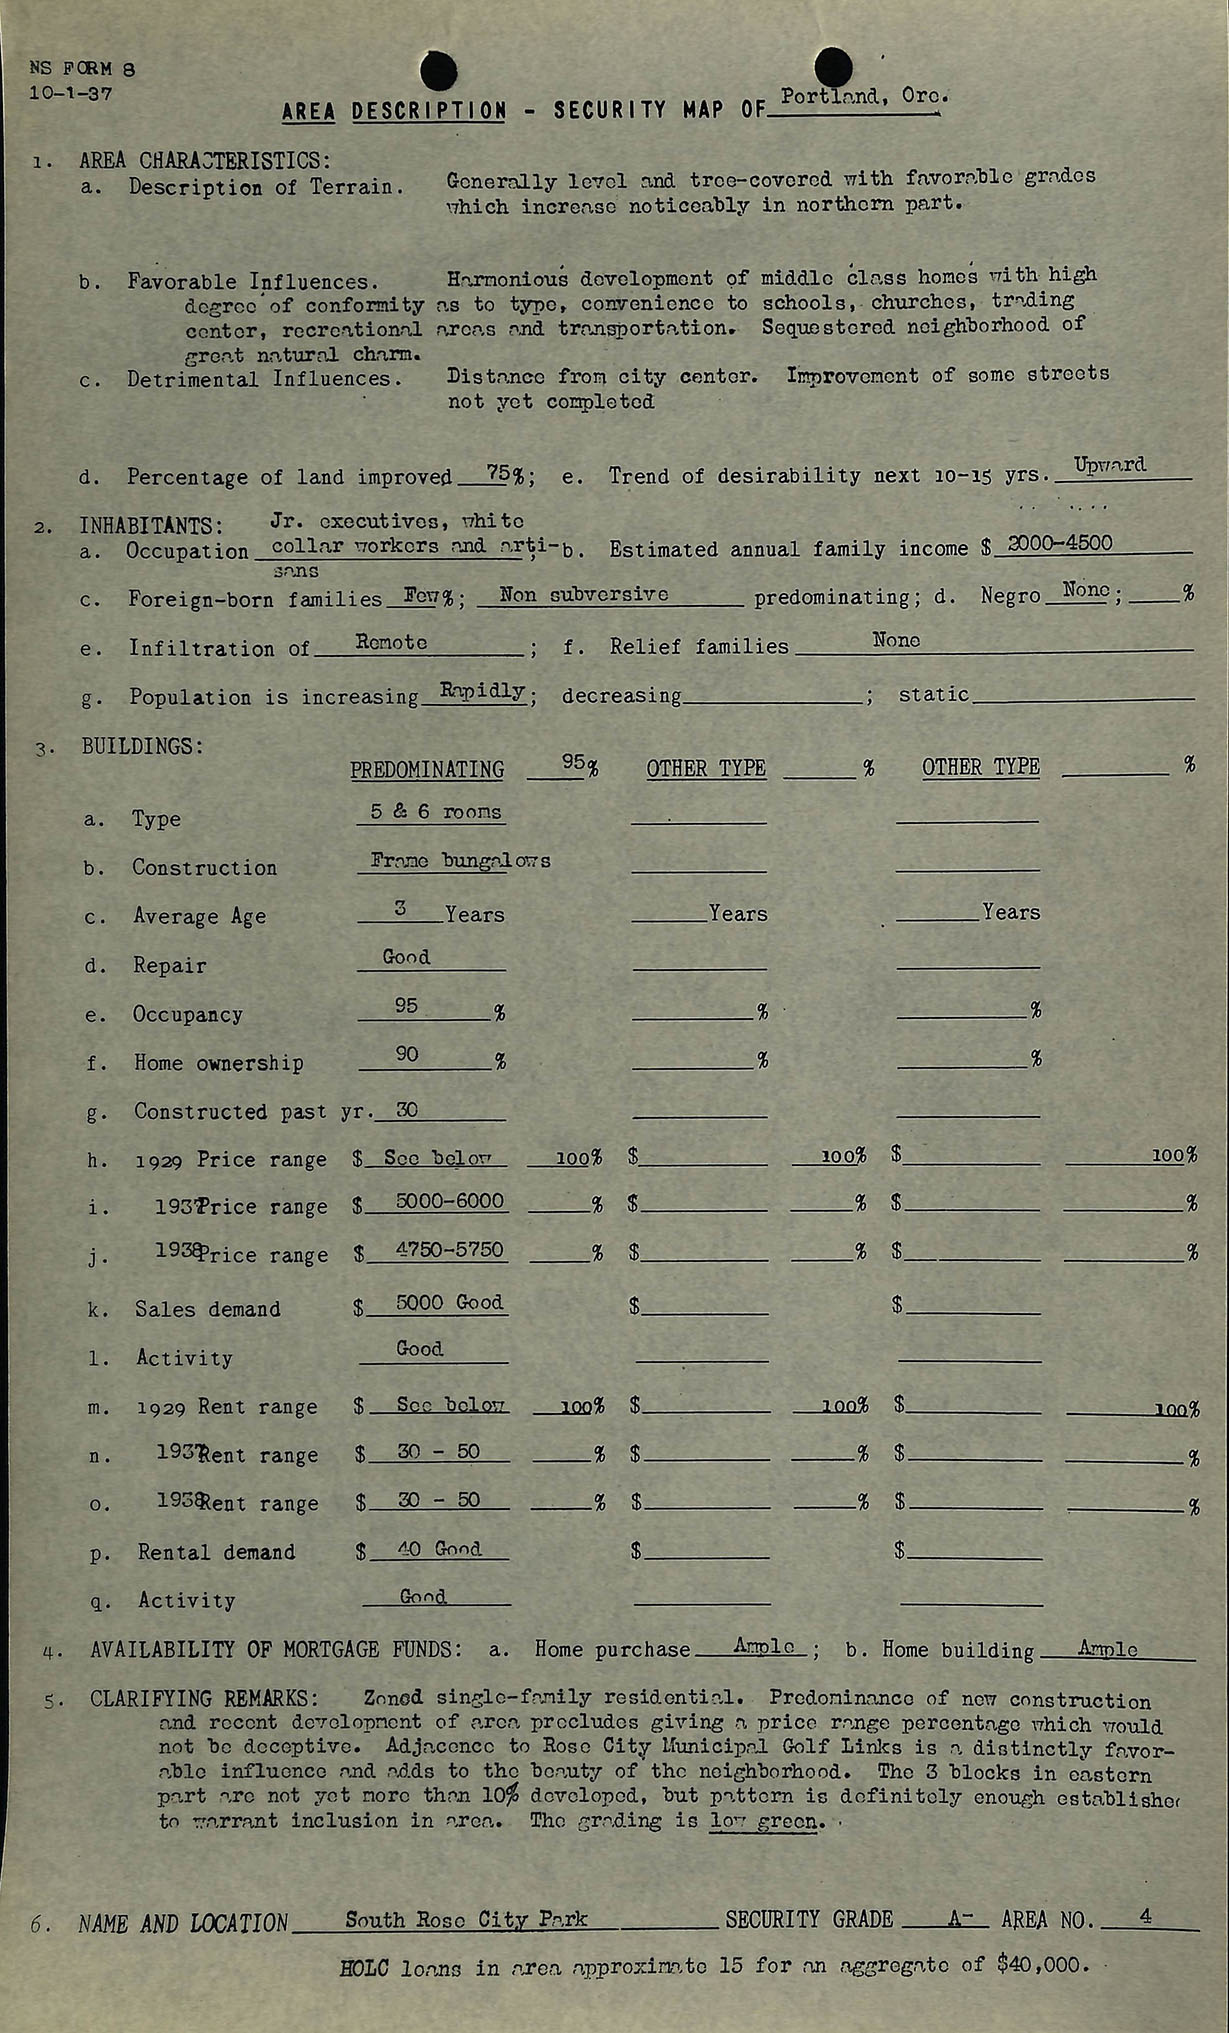 NS FORM 8
10-1-37
AREA DESCRIPTION - SECURITY MAP OF Portland, Ore.
1. AREA CHARACTERISTICS:
a. Description of Terrain. Generally level and tree-covered with favorable grades
which increase noticeably in northern part.
b. Favorable Influences. Harmonious development of middle class homes with high
degree of conformity as to type, convenience to schools, churches, trading
center, recreational areas and transportation. Sequestered neighborhood of
great natural charm.
c. Detrimental Influences. Distance from city center. Improvement of some streets
not yet completed
d. Percentage of land improved 75%; e. Trend of desirability next 10-15 yrs. Upward
2. INHABITANTS: Jr. executives, white
a. Occupation collar workers and arti- b. Estimated annual family income $ 2000-4500
sans
c. Foreign-born families Few%; Non subversive predominating; d. Negro None; %
e. Infiltration of Remote ; f. Relief families None
g. Population is increasing Rapidly; decreasing ; static
3. BUILDINGS:
PREDOMINATING 95% OTHER TYPE % OTHER TYPE %
a. Type 5 & 6 rooms
b. Construction Frame bungalows
c. Average Age 3 Years Years Years
d. Repair Good
e. Occupancy 95 % % %
f. Home ownership 90 % % %
g. Constructed past yr. 30
h. 1929 Price range $ See below 100% $ 100% $ 100%
i. 1937 Price range $ 5000-6000 % $ % $ %
j. 1938 Price range $ 4750-5750 % $ % $ %
k. Sales demand $ 5000 Good $ $
l. Activity Good
m. 1929 Rent range $ See below 100% $ 100% $ 100%
n. 1937 Rent range $ 30 - 50 % $ % $ %
o. 1938 Rent range $ 30 - 50 % $ % $ %
p. Rental demand $ 40 Good $ $
q. Activity Good
4. AVAILABILITY OF MORTGAGE FUNDS: a. Home purchase Ample ; b. Home building Ample
5. CLARIFYING REMARKS: Zoned single-family residential. Predominance of new construction
and recent development of area precludes giving a price range percentage which would
not be deceptive. Adjacence to Rose City Municipal Golf Links is a distinctly favor-
able influence and adds to the beauty of the neighborhood. The 3 blocks in eastern
part are not yet more than 10% developed, but pattern is definitely enough established
to warrant inclusion in area. The grading is low green.
6. NAME AND LOCATION South Rose City Park SECURITY GRADE A- AREA NO. 4
HOLC loans in area approximate 15 for an aggregate of $40,000.